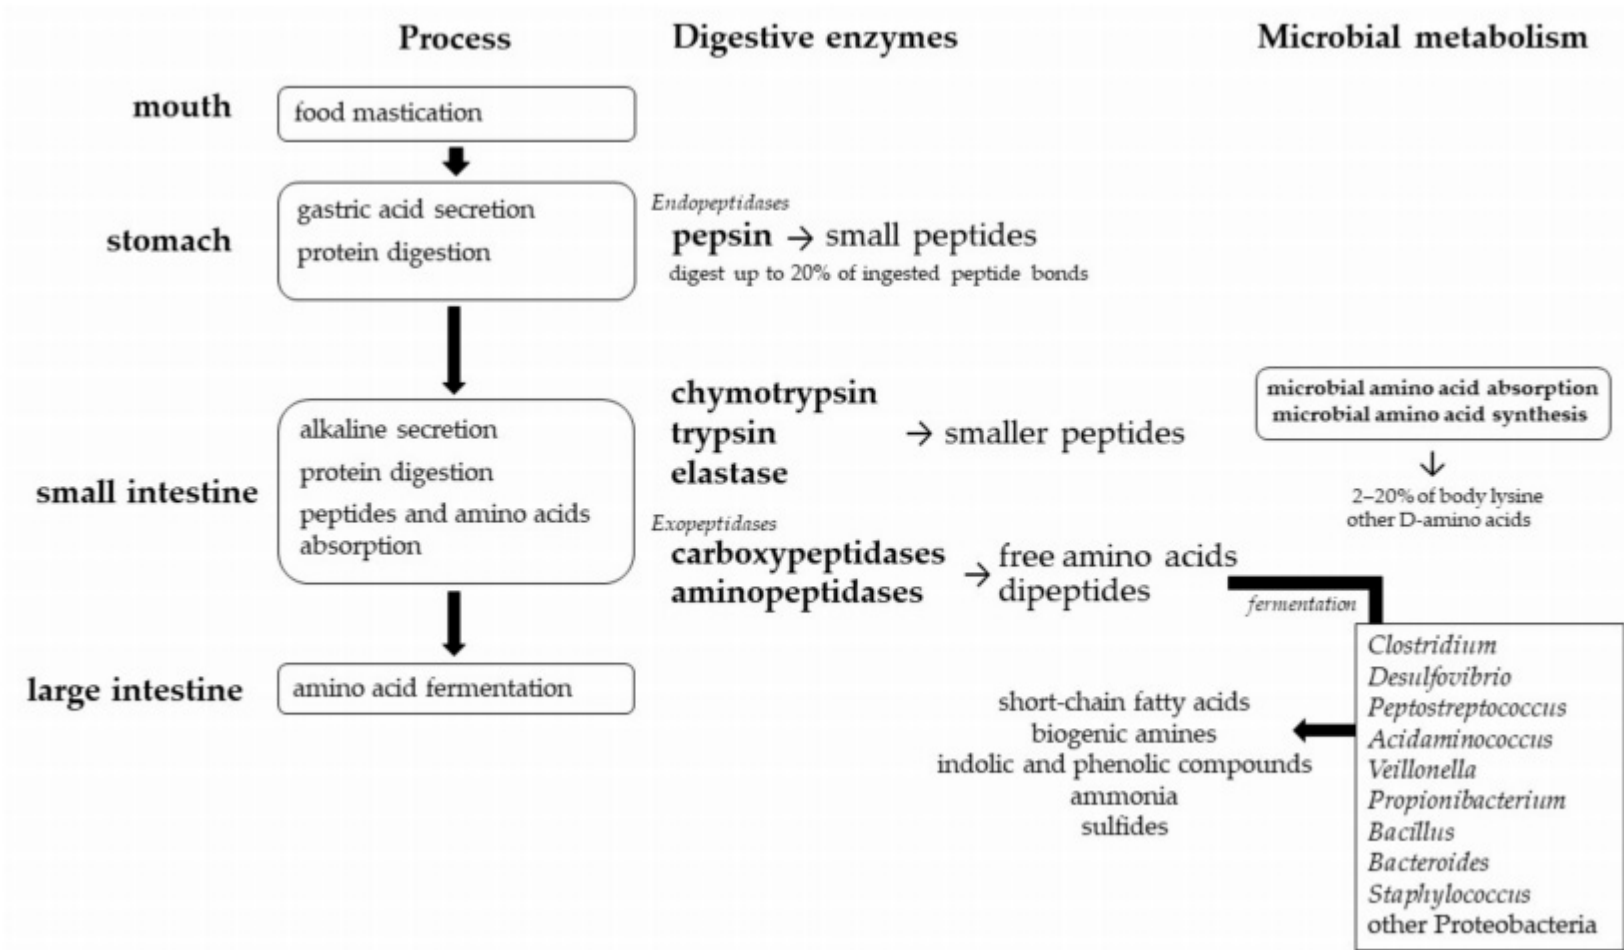 Process
Digestive enzymes
Microbial metabolism
mouth
food mastication
stomach
gastric acid secretion
protein digestion
Endopeptidases
pepsin → small peptides
digest up to 20% of ingested peptide bonds
small intestine
alkaline secretion
protein digestion
peptides and amino acids
absorption
chymotrypsin
trypsin
elastase
→ smaller peptides
Exopeptidases
carboxypeptidases
aminopeptidases
→ free amino acids
dipeptides
microbial amino acid absorption
microbial amino acid synthesis
2–20% of body lysine
other D-amino acids
fermentation
large intestine
amino acid fermentation
Clostridium
Desulfovibrio
Peptostreptococcus
Acidaminococcus
Veillonella
Propionibacterium
Bacillus
Bacteroides
Staphylococcus
other Proteobacteria
short-chain fatty acids
biogenic amines
indolic and phenolic compounds
ammonia
sulfides